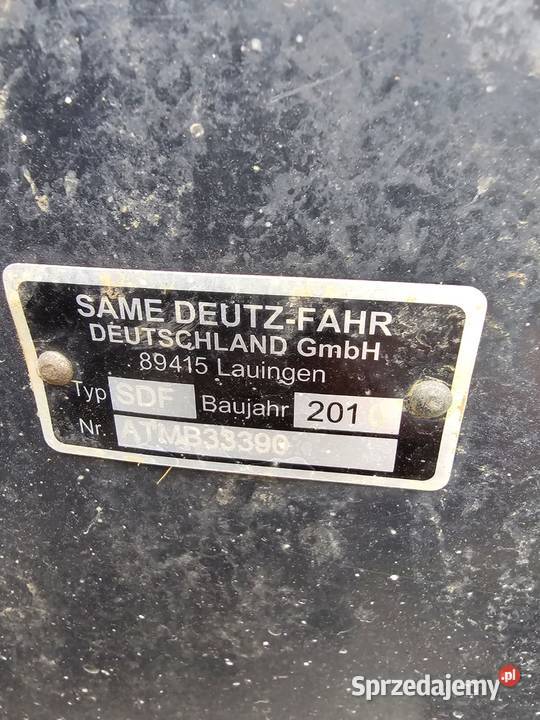 SAME DEUTZ-FAHR
DEUTSCHLAND GmbH
89415 Lauingen
Typ SDF Baujahr 201
Nr. ATMB33390
Sprzedajemy.pl